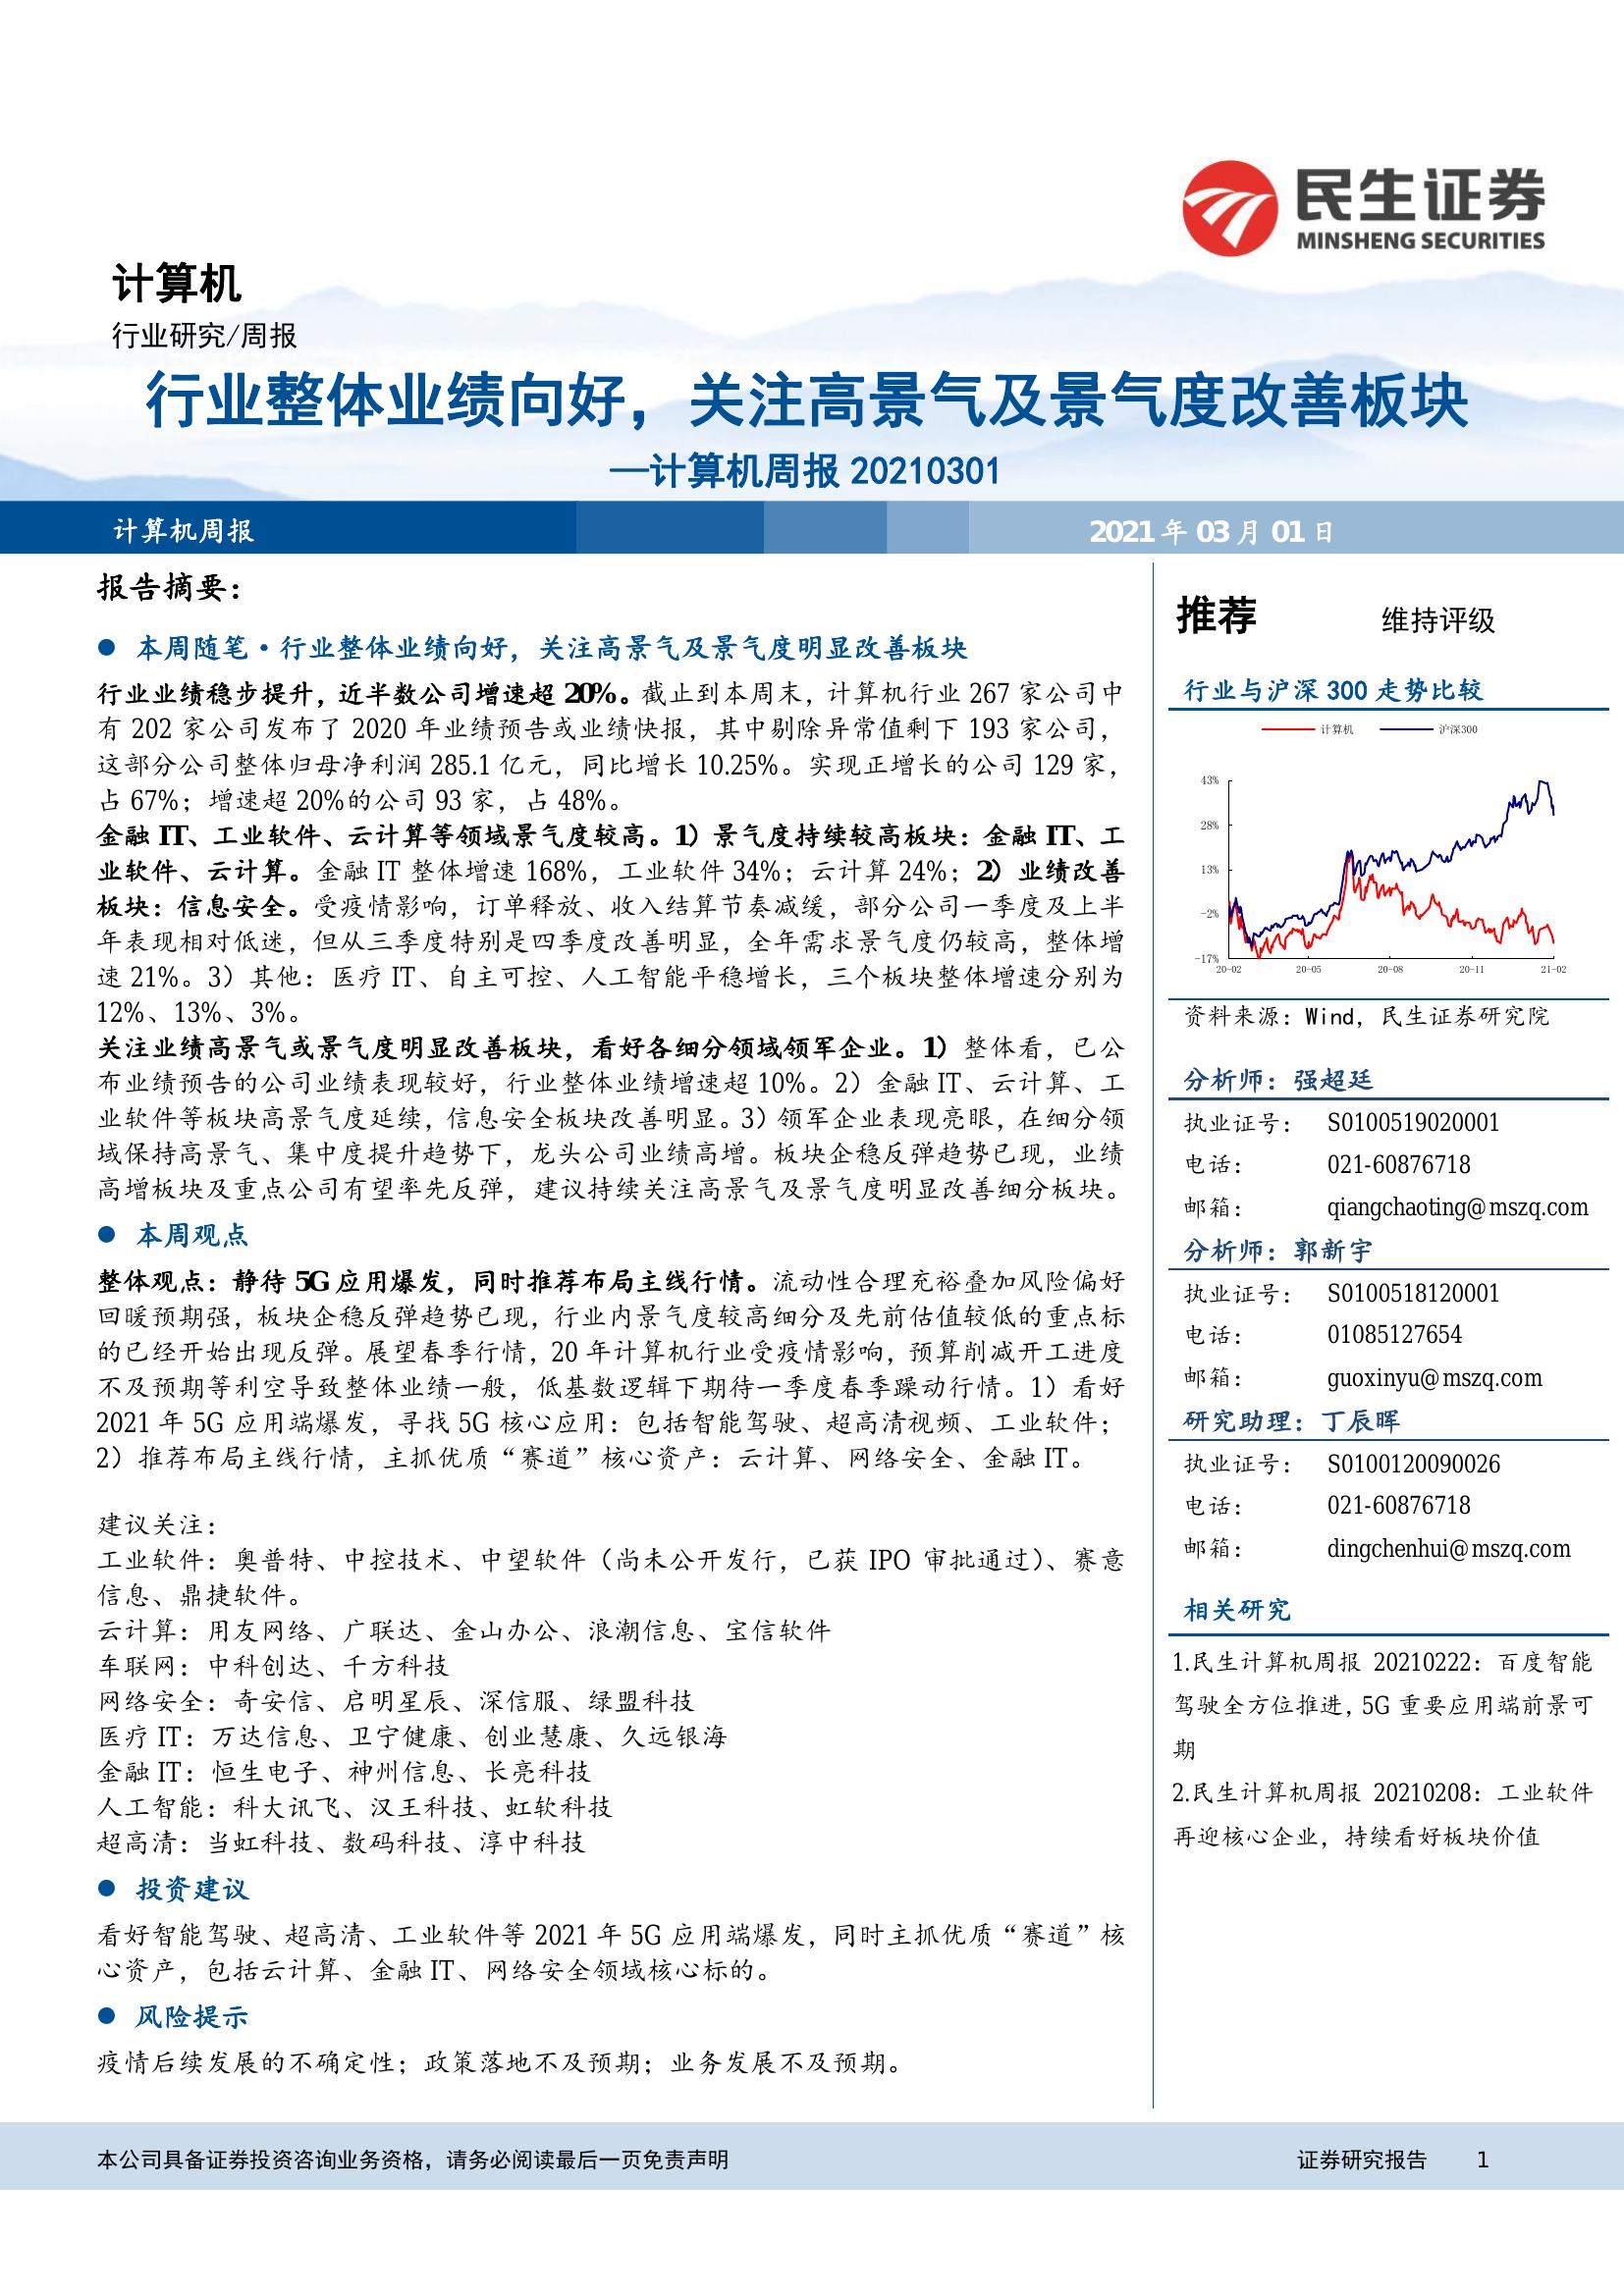 民生证券
MINSHENG SECURITIES
计算机
行业研究/周报
行业整体业绩向好，关注高景气及景气度改善板块
—计算机周报 20210301
计算机周报
2021 年 03 月 01 日
报告摘要：
● 本周随笔·行业整体业绩向好，关注高景气及景气度明显改善板块
行业业绩稳步提升，近半数公司增速超 20%。截止到本周末，计算机行业 267 家公司中
有 202 家公司发布了 2020 年业绩预告或业绩快报，其中剔除异常值剩下 193 家公司，
这部分公司整体归母净利润 285.1 亿元，同比增长 10.25%。实现正增长的公司 129 家，
占 67%；增速超 20%的公司 93 家，占 48%。
金融 IT、工业软件、云计算等领域景气度较高。1）景气度持续较高板块：金融 IT、工
业软件、云计算。金融 IT 整体增速 168%，工业软件 34%；云计算 24%；2）业绩改善
板块：信息安全。受疫情影响，订单释放、收入结算节奏减缓，部分公司一季度及上半
年表现相对低迷，但从三季度特别是四季度改善明显，全年需求景气度仍较高，整体增
速 21%。3）其他：医疗 IT、自主可控、人工智能平稳增长，三个板块整体增速分别为
12%、13%、3%。
关注业绩高景气或景气度明显改善板块，看好各细分领域领军企业。1）整体看，已公
布业绩预告的公司业绩表现较好，行业整体业绩增速超 10%。2）金融 IT、云计算、工
业软件等板块高景气度延续，信息安全板块改善明显。3）领军企业表现亮眼，在细分领
域保持高景气、集中度提升趋势下，龙头公司业绩高增。板块企稳反弹趋势已现，业绩
高增板块及重点公司有望率先反弹，建议持续关注高景气及景气度明显改善细分板块。
● 本周观点
整体观点：静待 5G 应用爆发，同时推荐布局主线行情。流动性合理充裕叠加风险偏好
回暖预期强，板块企稳反弹趋势已现，行业内景气度较高细分及先前估值较低的重点标
的已经开始出现反弹。展望春季行情，20 年计算机行业受疫情影响，预算削减开工进度
不及预期等利空导致整体业绩一般，低基数逻辑下期待一季度春季躁动行情。1）看好
2021 年 5G 应用端爆发，寻找 5G 核心应用：包括智能驾驶、超高清视频、工业软件；
2）推荐布局主线行情，主抓优质“赛道”核心资产：云计算、网络安全、金融 IT。
建议关注：
工业软件：奥普特、中控技术、中望软件（尚未公开发行，已获 IPO 审批通过）、赛意
信息、鼎捷软件。
云计算：用友网络、广联达、金山办公、浪潮信息、宝信软件
车联网：中科创达、千方科技
网络安全：奇安信、启明星辰、深信服、绿盟科技
医疗 IT：万达信息、卫宁健康、创业慧康、久远银海
金融 IT：恒生电子、神州信息、长亮科技
人工智能：科大讯飞、汉王科技、虹软科技
超高清：当虹科技、数码科技、淳中科技
● 投资建议
看好智能驾驶、超高清、工业软件等 2021 年 5G 应用端爆发，同时主抓优质“赛道”核
心资产，包括云计算、金融 IT、网络安全领域核心标的。
● 风险提示
疫情后续发展的不确定性；政策落地不及预期；业务发展不及预期。
推荐 维持评级
行业与沪深 300 走势比较
计算机 沪深300
43%
28%
13%
-2%
-17%
20-02 20-05 20-08 20-11 21-02
资料来源：Wind，民生证券研究院
分析师：强超廷
执业证号： S0100519020001
电话： 021-60876718
邮箱： qiangchaoting@mszq.com
分析师：郭新宇
执业证号： S0100518120001
电话： 01085127654
邮箱： guoxinyu@mszq.com
研究助理：丁辰晖
执业证号： S0100120090026
电话： 021-60876718
邮箱： dingchenhui@mszq.com
相关研究
1.民生计算机周报 20210222：百度智能
驾驶全方位推进，5G 重要应用端前景可
期
2.民生计算机周报 20210208：工业软件
再迎核心企业，持续看好板块价值
本公司具备证券投资咨询业务资格，请务必阅读最后一页免责声明 证券研究报告 1